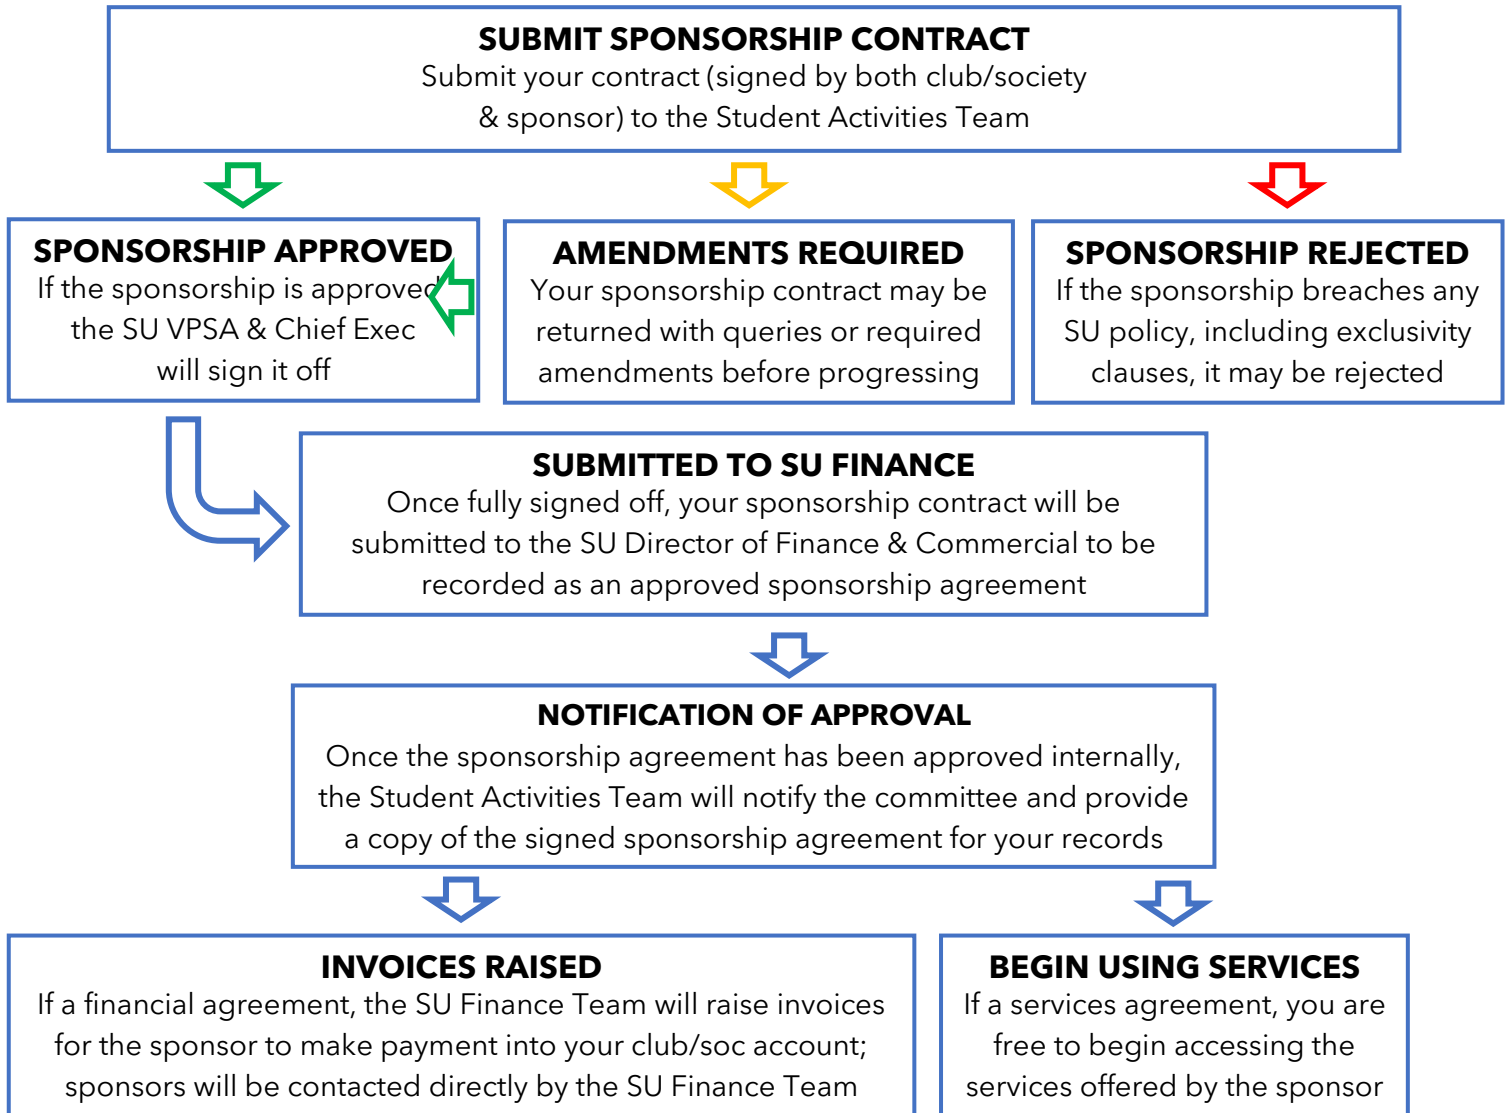 SUBMIT SPONSORSHIP CONTRACT
Submit your contract (signed by both club/society
& sponsor) to the Student Activities Team
SPONSORSHIP APPROVED
If the sponsorship is approved
the SU VPSA & Chief Exec
will sign it off
AMENDMENTS REQUIRED
Your sponsorship contract may be
returned with queries or required
amendments before progressing
SPONSORSHIP REJECTED
If the sponsorship breaches any
SU policy, including exclusivity
clauses, it may be rejected
SUBMITTED TO SU FINANCE
Once fully signed off, your sponsorship contract will be
submitted to the SU Director of Finance & Commercial to be
recorded as an approved sponsorship agreement
NOTIFICATION OF APPROVAL
Once the sponsorship agreement has been approved internally,
the Student Activities Team will notify the committee and provide
a copy of the signed sponsorship agreement for your records
INVOICES RAISED
If a financial agreement, the SU Finance Team will raise invoices
for the sponsor to make payment into your club/soc account;
sponsors will be contacted directly by the SU Finance Team
BEGIN USING SERVICES
If a services agreement, you are
free to begin accessing the
services offered by the sponsor